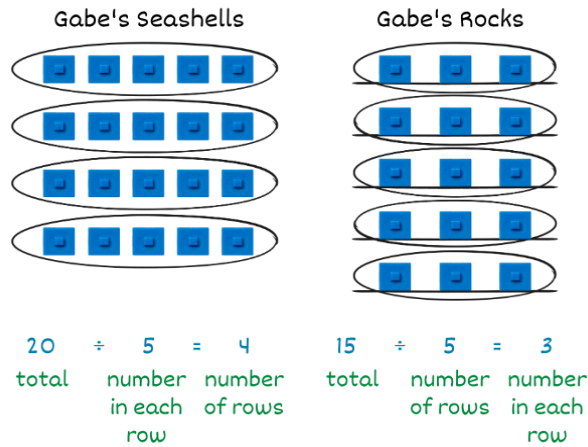 Gabe's Seashells
Gabe's Rocks
20 ÷ 5 = 4
total
number in each row
number of rows
15 ÷ 5 = 3
total
number of rows
number in each row